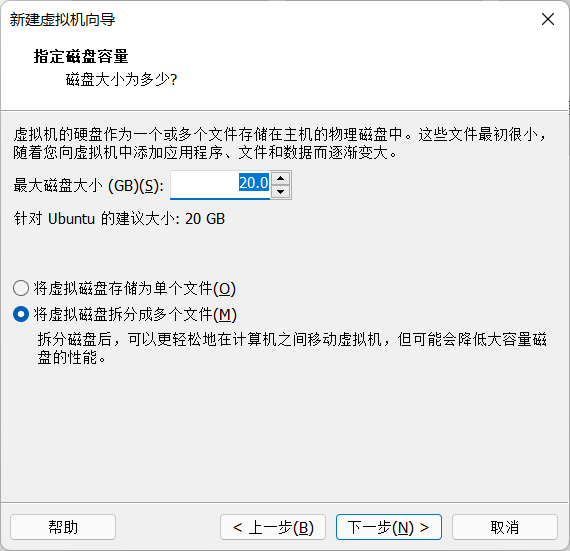 新建虚拟机向导
指定磁盘容量
磁盘大小为多少?
虚拟机的硬盘作为一个或多个文件存储在主机的物理磁盘中。这些文件最初很小，
随着您向虚拟机中添加应用程序、文件和数据而逐渐变大。
最大磁盘大小 (GB)(S): 20.0
针对 Ubuntu 的建议大小: 20 GB
将虚拟磁盘存储为单个文件(O)
将虚拟磁盘拆分成多个文件(M)
拆分磁盘后，可以更轻松地在计算机之间移动虚拟机，但可能会降低大容量磁
盘的性能。
帮助 < 上一步(B) 下一步(N) > 取消